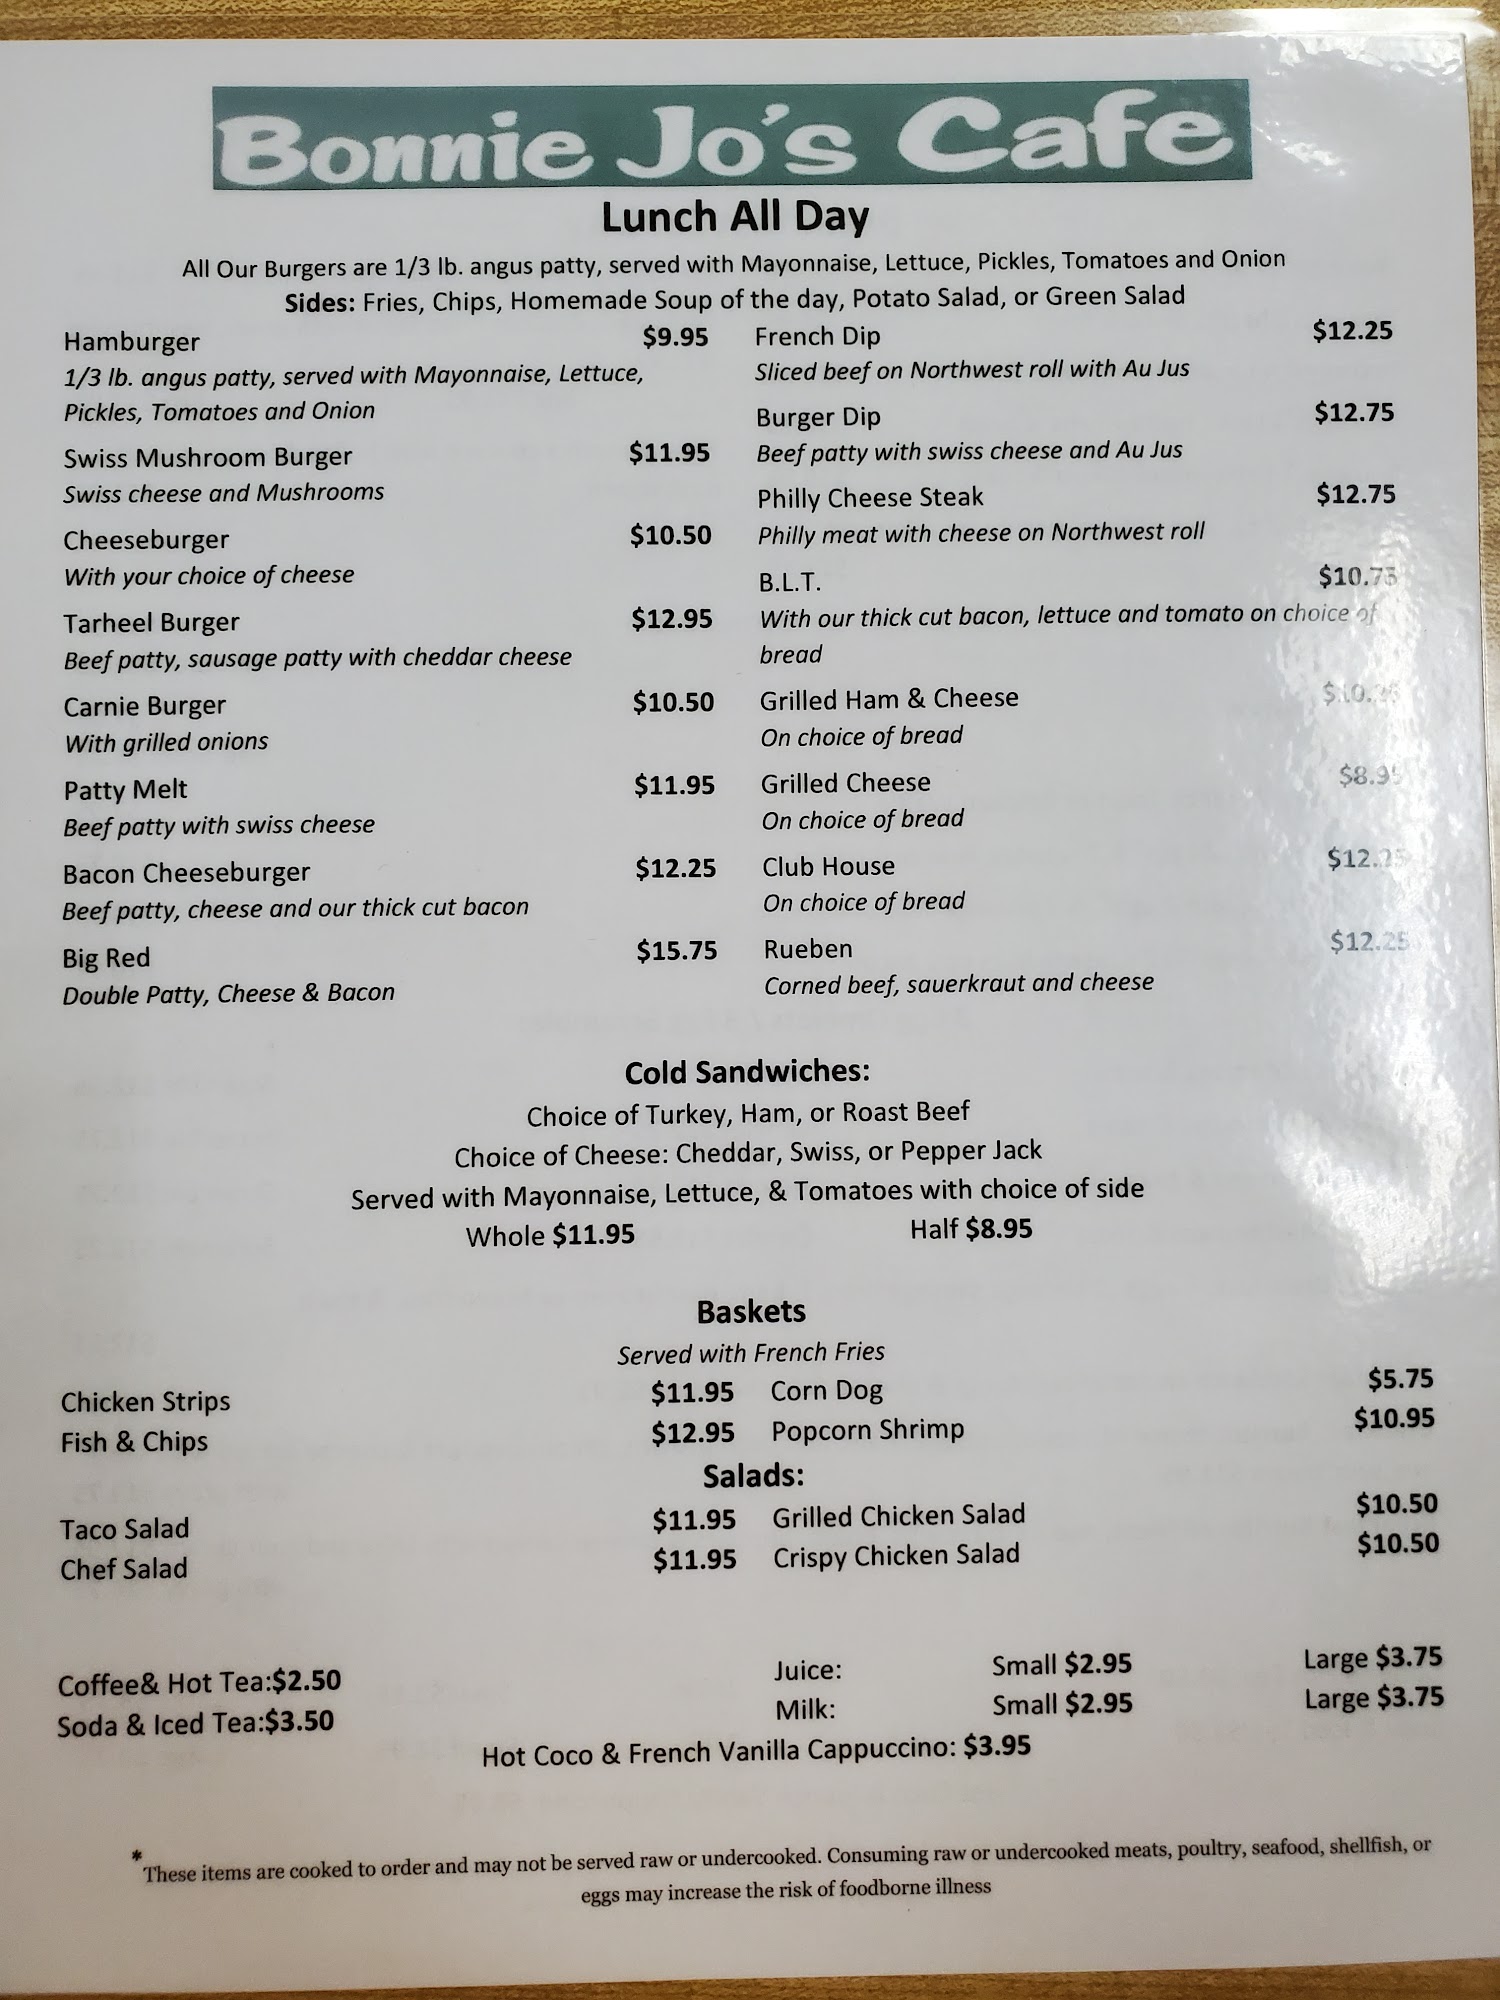 Bonnie Jo's Cafe
Lunch All Day
All Our Burgers are 1/3 lb. angus patty, served with Mayonnaise, Lettuce, Pickles, Tomatoes and Onion
Sides: Fries, Chips, Homemade Soup of the day, Potato Salad, or Green Salad
Hamburger $9.95
1/3 lb. angus patty, served with Mayonnaise, Lettuce,
Pickles, Tomatoes and Onion
Swiss Mushroom Burger $11.95
Swiss cheese and Mushrooms
Cheeseburger $10.50
With your choice of cheese
Tarheel Burger $12.95
Beef patty, sausage patty with cheddar cheese
Carnie Burger $10.50
With grilled onions
Patty Melt $11.95
Beef patty with swiss cheese
Bacon Cheeseburger $12.25
Beef patty, cheese and our thick cut bacon
Big Red $15.75
Double Patty, Cheese & Bacon
French Dip $12.25
Sliced beef on Northwest roll with Au Jus
Burger Dip $12.75
Beef patty with swiss cheese and Au Jus
Philly Cheese Steak $12.75
Philly meat with cheese on Northwest roll
B.L.T. $10.75
With our thick cut bacon, lettuce and tomato on choice of
bread
Grilled Ham & Cheese
On choice of bread
Grilled Cheese $8.95
On choice of bread
Club House
On choice of bread
Rueben $12.25
Corned beef, sauerkraut and cheese
Cold Sandwiches:
Choice of Turkey, Ham, or Roast Beef
Choice of Cheese: Cheddar, Swiss, or Pepper Jack
Served with Mayonnaise, Lettuce, & Tomatoes with choice of side
Whole $11.95 Half $8.95
Baskets
Served with French Fries
Chicken Strips $11.95 Corn Dog $5.75
Fish & Chips $12.95 Popcorn Shrimp $10.95
Salads:
Taco Salad $11.95 Grilled Chicken Salad $10.50
Chef Salad $11.95 Crispy Chicken Salad $10.50
Coffee& Hot Tea:$2.50 Juice: Small $2.95 Large $3.75
Soda & Iced Tea:$3.50 Milk: Small $2.95 Large $3.75
Hot Coco & French Vanilla Cappuccino: $3.95
*These items are cooked to order and may not be served raw or undercooked. Consuming raw or undercooked meats, poultry, seafood, shellfish, or
eggs may increase the risk of foodborne illness